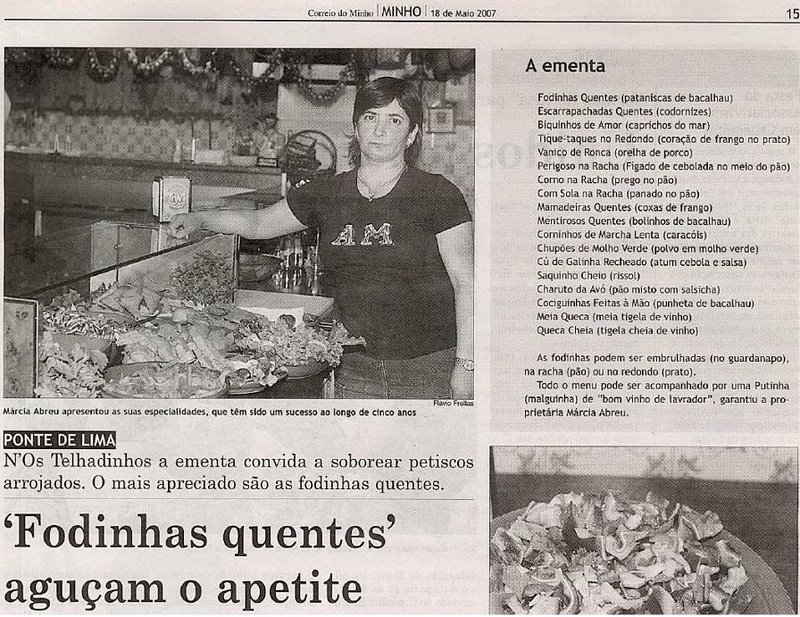 Correio do Minho | MINHO | 18 de Maio 2007
15
AM
Flavio Freitas
Márcia Abreu apresentou as suas especialidades, que têm sido um sucesso ao longo de cinco anos
PONTE DE LIMA
N'Os Telhadinhos a ementa convida a soborear petiscos
arrojados. O mais apreciado são as fodinhas quentes.
'Fodinhas quentes'
aguçam o apetite
A ementa
Fodinhas Quentes (pataniscas de bacalhau)
Escarrapachadas Quentes (codornizes)
Biquinhos de Amor (caprichos do mar)
Tique-taques no Redondo (coração de frango no prato)
Vanico de Ronca (orelha de porco)
Perigoso na Racha (Fígado de cebolada no meio do pão)
Como na Racha (prego no pão)
Com Sola na Racha (panado no pão)
Mamadeiras Quentes (coxas de frango)
Mentirosos Quentes (bolinhos de bacalhau)
Corninhos de Marcha Lenta (caracóis)
Chupões de Molho Verde (polvo em molho verde)
Cú de Galinha Recheado (atum cebola e salsa)
Saquinho Cheio (rissol)
Charuto da Avó (pão misto com salsicha)
Cociguinhas Feitas à Mão (punheta de bacalhau)
Meia Queca (meia tigela de vinho)
Queca Cheia (tigela cheia de vinho)
As fodinhas podem ser embrulhadas (no guardanapo),
na racha (pão) ou no redondo (prato).
Todo o menu pode ser acompanhado por uma Putinha
(malguinha) de "bom vinho de lavrador", garantiu a pro-
prietária Márcia Abreu.